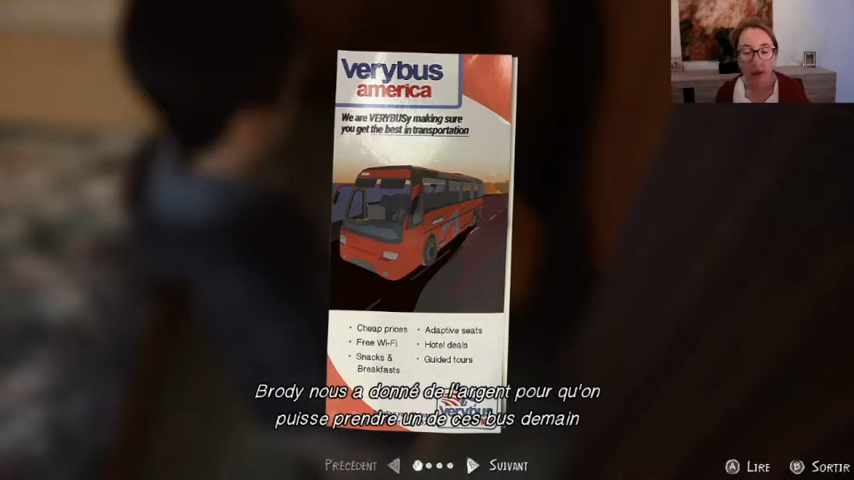 verybus
america
We are VERYBUSy making sure
you get the best in transportation
• Cheap prices
• Free Wi-Fi
• Snacks &
Breakfasts
• Adaptive seats
• Hotel deals
• Guided tours
verybus
Brody nous a donné de l'argent pour qu'on
puisse prendre un de ces bus demain
PRÉCÉDENT
SUIVANT
A LIRE
B SORTIR